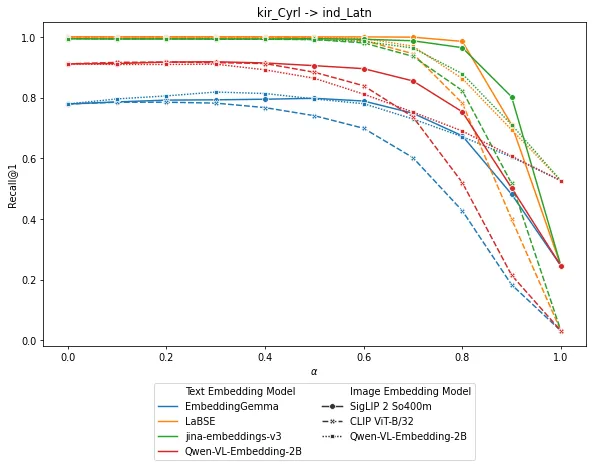 kir_Cyrl -> ind_Latn
Recall@1
1.0
0.8
0.6
0.4
0.2
0.0
0.0 0.2 0.4 0.6 0.8 1.0
α
Text Embedding Model Image Embedding Model
EmbeddingGemma SigLIP 2 So400m
LaBSE CLIP ViT-B/32
jina-embeddings-v3 Qwen-VL-Embedding-2B
Qwen-VL-Embedding-2B